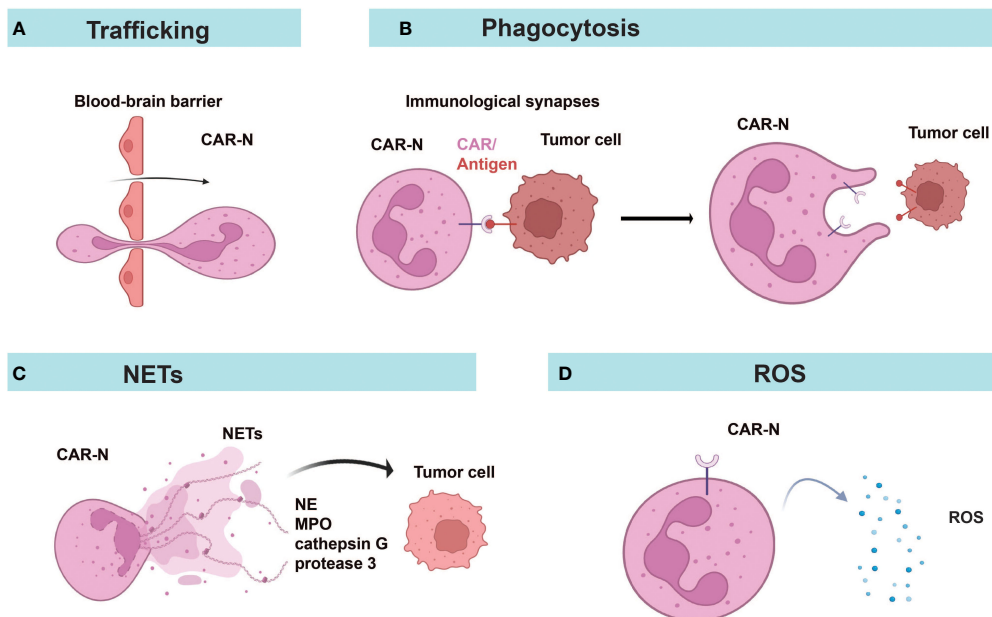 A Trafficking
Blood-brain barrier
CAR-N
B Phagocytosis
Immunological synapses
CAR-N
CAR/
Antigen
Tumor cell
CAR-N
Tumor cell
C NETs
CAR-N
NETs
NE
MPO
cathepsin G
protease 3
Tumor cell
D ROS
CAR-N
ROS